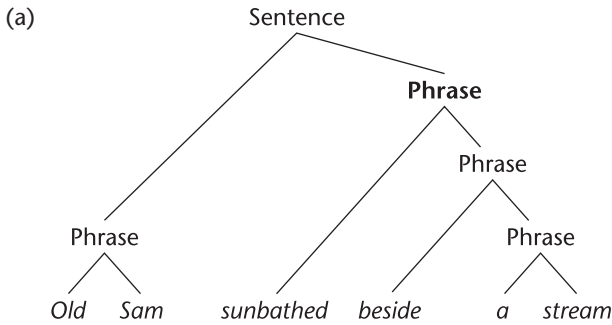 (a)
Sentence
Phrase
Phrase
Phrase Phrase
Old Sam sunbathed beside a stream